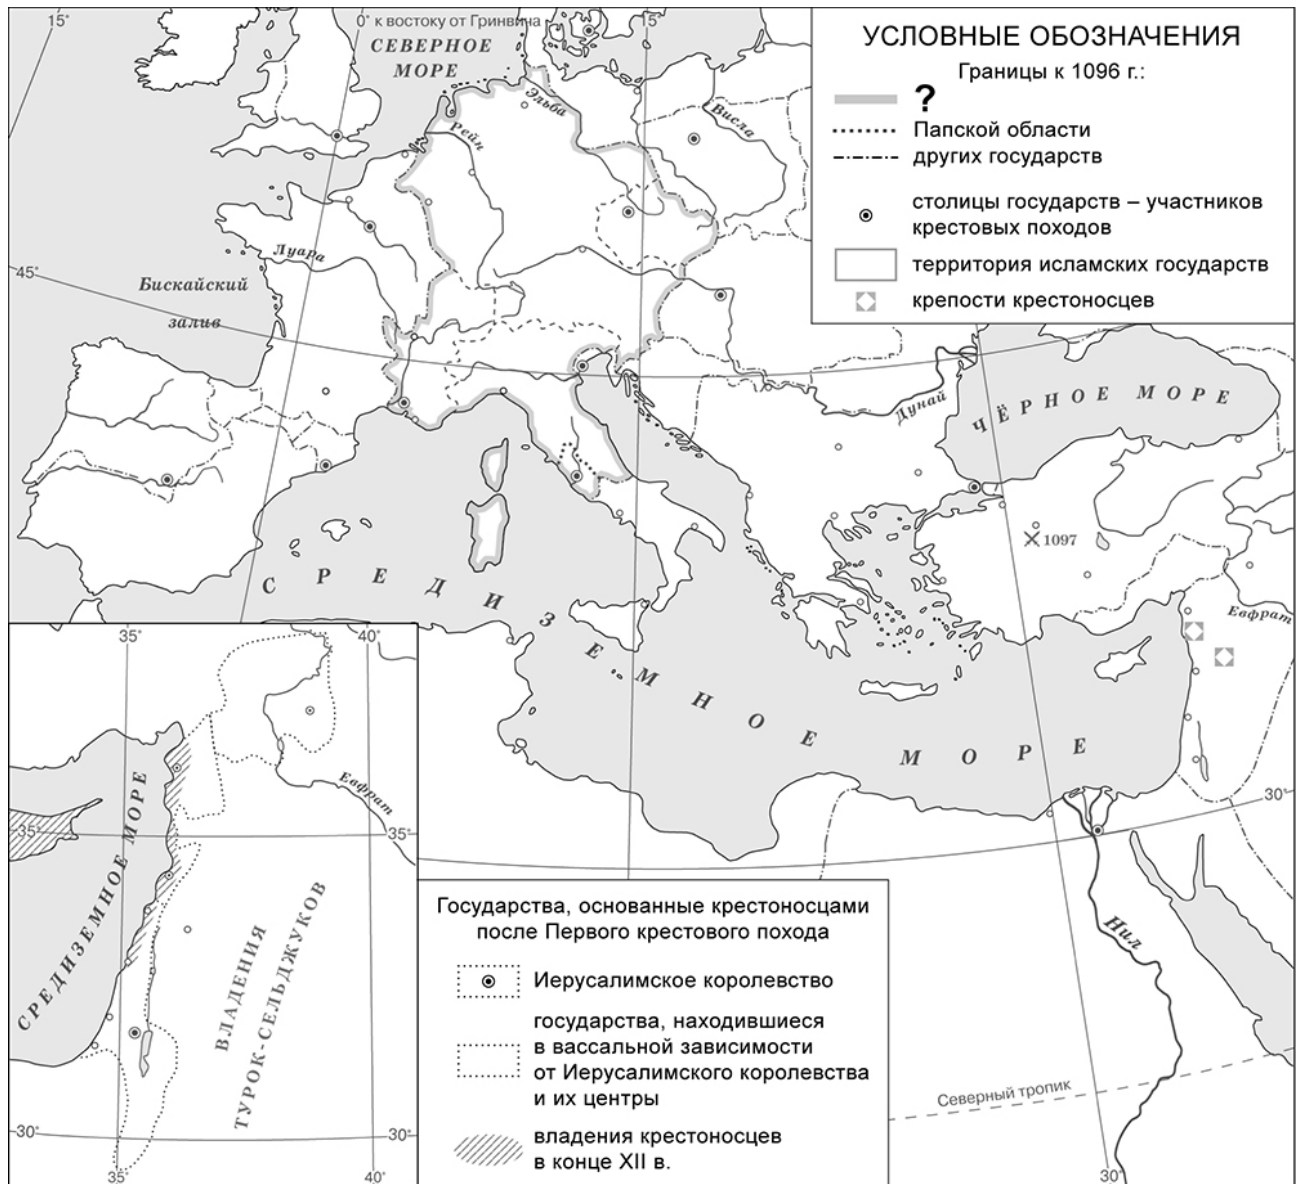 15°
0° к востоку от Гринвича
15°
СЕВЕРНОЕ
МОРЕ
Эльба
Рейн
Висла
Луара
45°
Бискайский
залив
Дунай
ЧЁРНОЕ МОРЕ
1097
Евфрат
СРЕДИЗЕМНОЕ МОРЕ
30°
Нил
Северный тропик
30°
УСЛОВНЫЕ ОБОЗНАЧЕНИЯ
Границы к 1096 г.:
?
Папской области
других государств
столицы государств – участников
крестовых походов
территория исламских государств
крепости крестоносцев
35°
40°
Евфрат
35°
35°
СРЕДИЗЕМНОЕ МОРЕ
ВЛАДЕНИЯ
ТУРОК-СЕЛЬДЖУКОВ
30°
30°
35°
40°
Государства, основанные крестоносцами
после Первого крестового похода
Иерусалимское королевство
государства, находившиеся
в вассальной зависимости
от Иерусалимского королевства
и их центры
владения крестоносцев
в конце XII в.